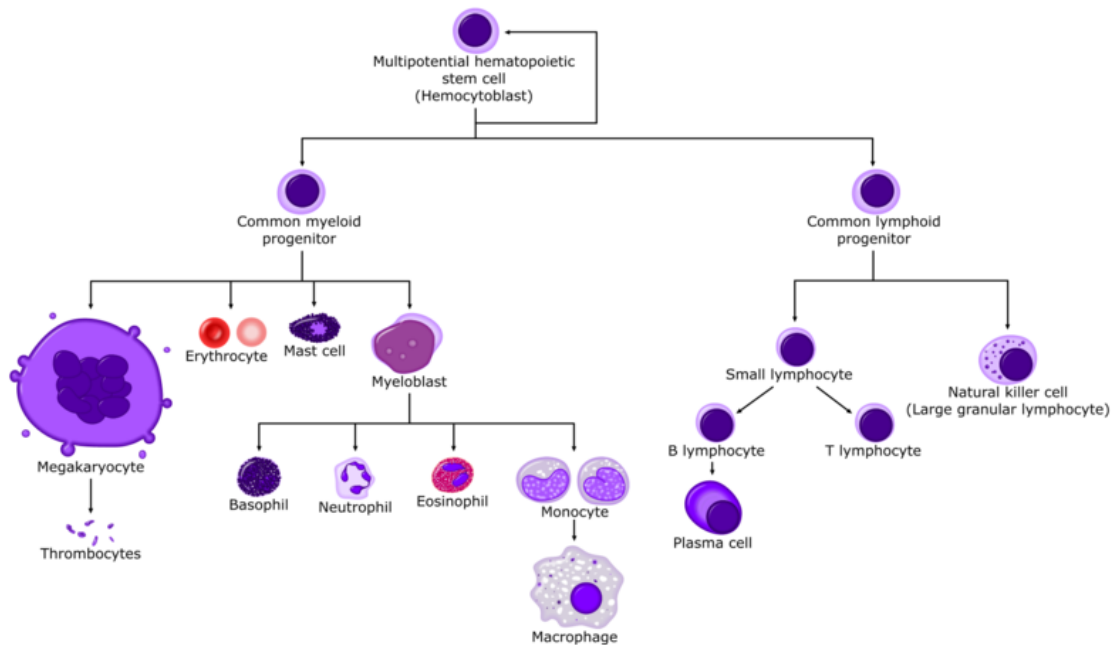 Multipotential hematopoietic
stem cell
(Hemocytoblast)
Common myeloid
progenitor
Common lymphoid
progenitor
Erythrocyte
Mast cell
Myeloblast
Small lymphocyte
Natural killer cell
(Large granular lymphocyte)
Megakaryocyte
B lymphocyte
T lymphocyte
Basophil
Neutrophil
Eosinophil
Monocyte
Thrombocytes
Plasma cell
Macrophage